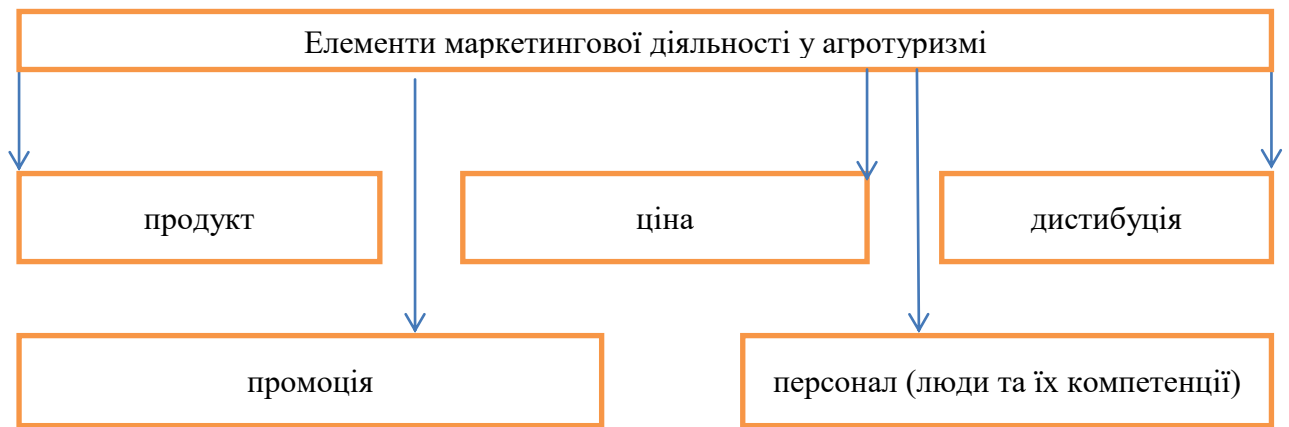 Елементи маркетингової діяльності у агротуризмі
продукт
ціна
дистибуція
промоція
персонал (люди та їх компетенції)